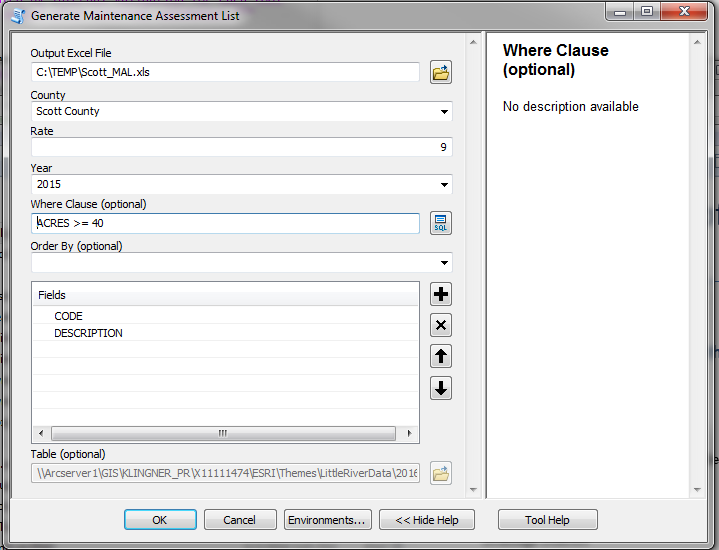 Generate Maintenance Assessment List
Output Excel File
C:\TEMP\Scott_MAL.xls
County
Scott County
Rate
9
Year
2015
Where Clause (optional)
ACRES >= 40
SQL
Order By (optional)
Fields
CODE
DESCRIPTION
Table (optional)
\\Arcserver1\GIS\KLINGNER_PR\X11111474\ESRI\Themes\LittleRiverData\2016
OK
Cancel
Environments...
<< Hide Help
Where Clause
(optional)
No description available
Tool Help